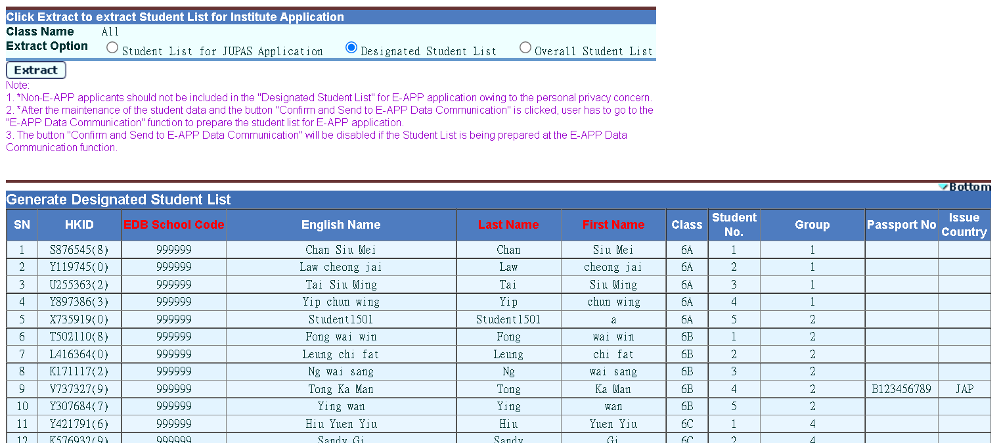 Click Extract to extract Student List for Institute Application
Class Name All
Extract Option Student List for JUPAS Application Designated Student List Overall Student List
Extract
Note:
1. *Non-E-APP applicants should not be included in the "Designated Student List" for E-APP application owing to the personal privacy concern.
2. *After the maintenance of the student data and the button "Confirm and Send to E-APP Data Communication" is clicked, user has to go to the
"E-APP Data Communication" function to prepare the student list for E-APP application.
3. The button "Confirm and Send to E-APP Data Communication" will be disabled if the Student List is being prepared at the E-APP Data
Communication function.
Bottom
Generate Designated Student List
SN HKID EDB School Code English Name Last Name First Name Class Student No. Group Passport No Issue Country
1 S876545(8) 999999 Chan Siu Mei Chan Siu Mei 6A 1 1
2 Y119745(0) 999999 Law cheong jai Law cheong jai 6A 2 1
3 U255363(2) 999999 Tai Siu Ming Tai Siu Ming 6A 3 1
4 Y897386(3) 999999 Yip chun wing Yip chun wing 6A 4 1
5 X735919(0) 999999 Student1501 Student1501 a 6A 5 2
6 T502110(8) 999999 Fong wai win Fong wai win 6B 1 2
7 L416364(0) 999999 Leung chi fat Leung chi fat 6B 2 2
8 K171117(2) 999999 Ng wai sang Ng wai sang 6B 3 2
9 V737327(9) 999999 Tong Ka Man Tong Ka Man 6B 4 2 B123456789 JAP
10 Y307684(7) 999999 Ying wan Ying wan 6B 5 2
11 Y421791(6) 999999 Hiu Yuen Yiu Hiu Yuen Yiu 6C 1 4
12 K576932(9) 999999 Sandy Gi Sandy Gi 6C 2 4